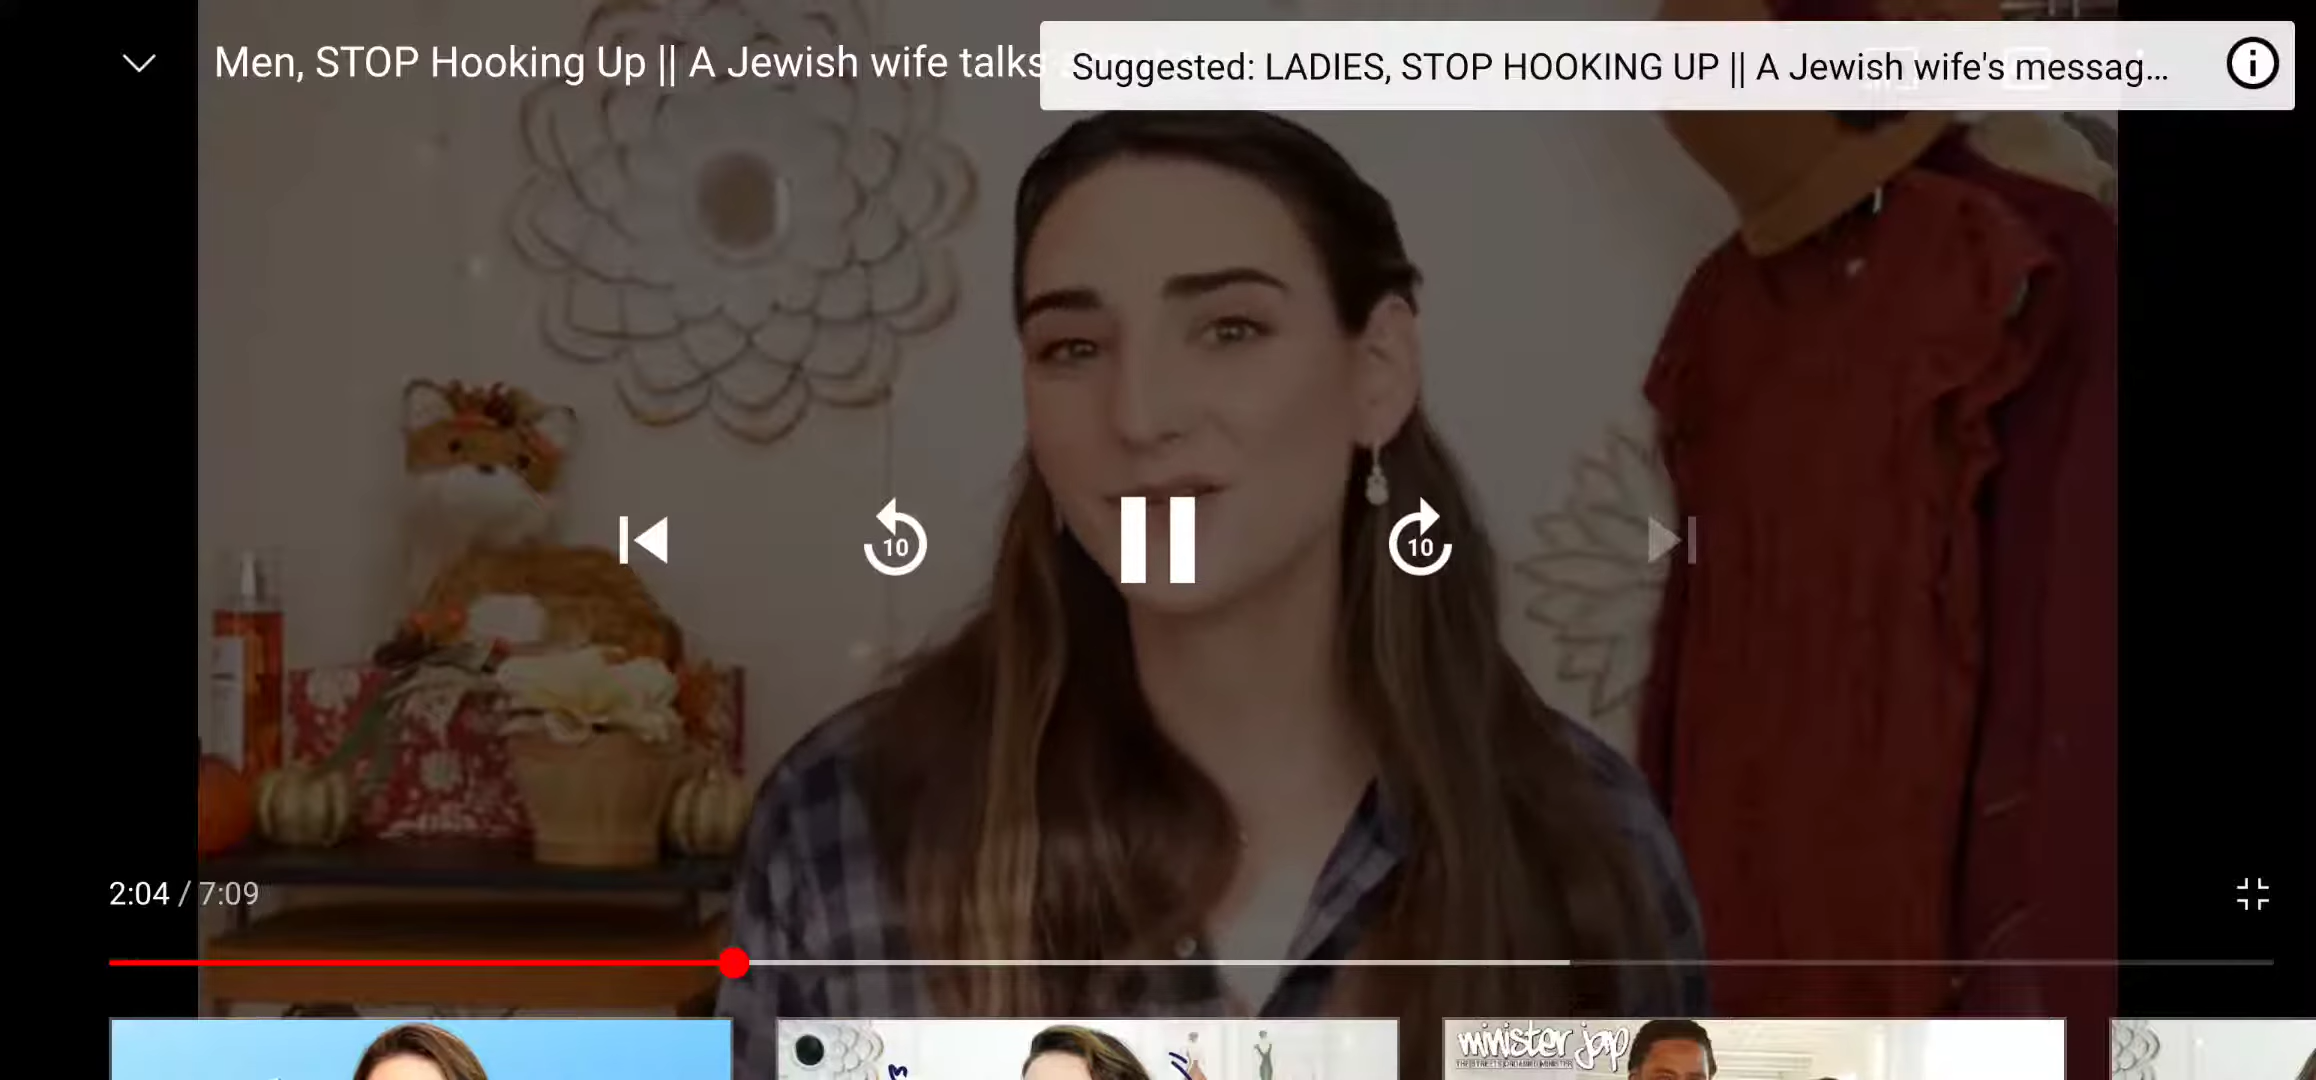 Men, STOP Hooking Up || A Jewish wife talks
Suggested: LADIES, STOP HOOKING UP || A Jewish wife's messag...
10
10
2:04 / 7:09
minister jap